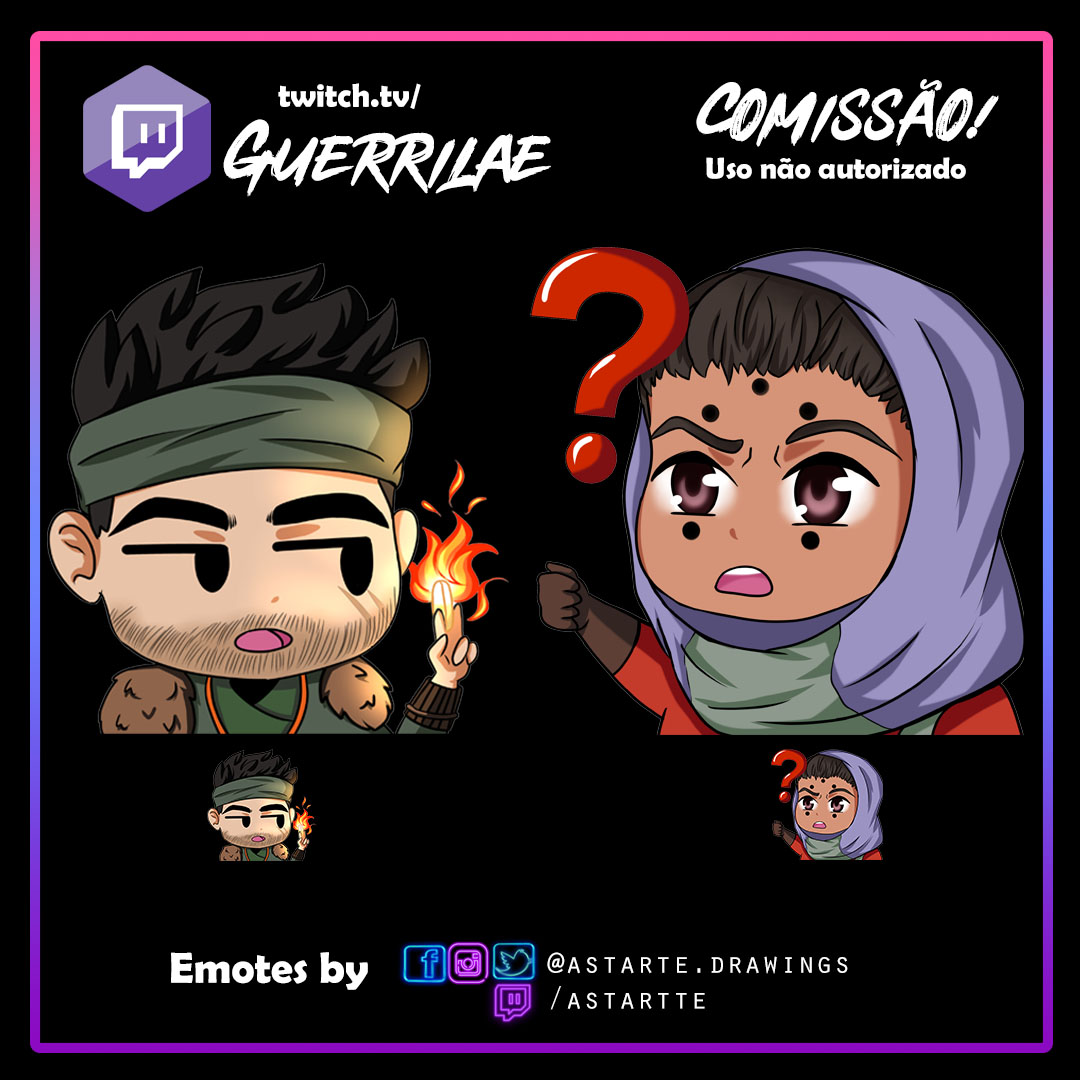 twitch.tv/
GUERRILAE
COMISSÃO!
Uso não autorizado
?
Emotes by
@ASTARTE.DRAWINGS
/ASTARTTE
?